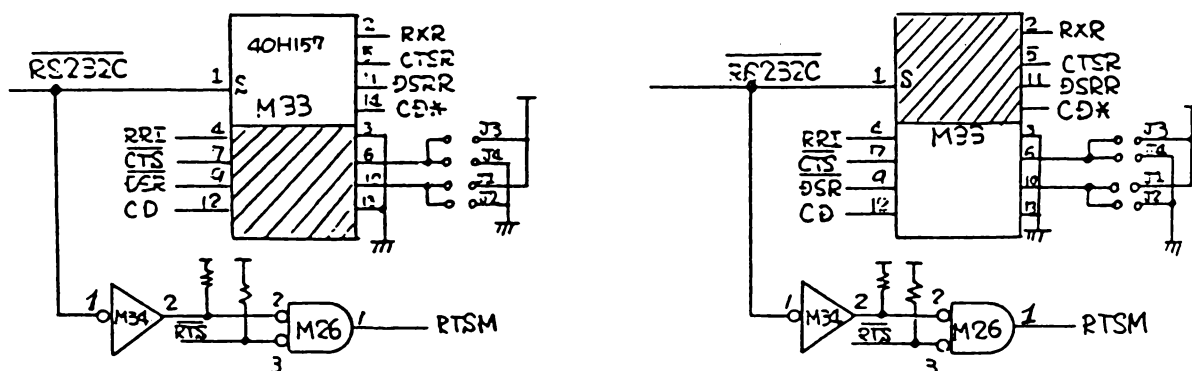 40H157
2 RXR
5 CTSR
11 DSRR
14 CD*
RS232C
1
M33
RRI 4
CTS 7
DSR 9
CD 12
3
6
10
13
J3
J4
J1
J2
1 M34 2
RTS
2
3
M26
1 RTSM
2 RXR
5 CTSR
11 DSRR
CD*
RS232C
1 S
M33
RRI 4
CTS 7
DSR 9
CD 12
3
6
10
13
J3
J4
J1
J2
1 M34 2
RTS
2
3
M26
1 RTSM